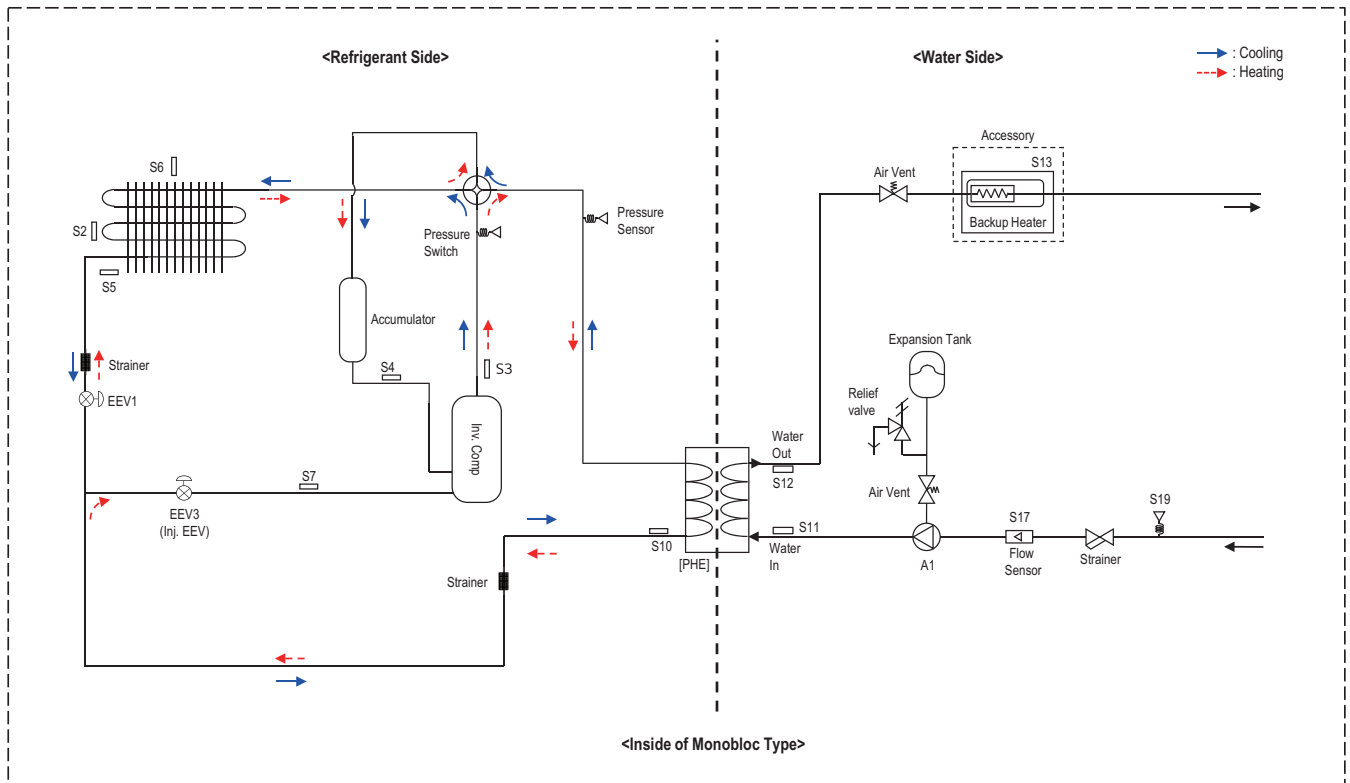 <Refrigerant Side>
<Water Side>
: Cooling
: Heating
Accessory
S13
Backup Heater
Air Vent
S6
S2
S5
Pressure
Switch
Pressure
Sensor
Accumulator
S4
S3
Inv. Comp
Strainer
EEV1
S7
EEV3
(Inj. EEV)
Strainer
S10
[PHE]
Water
Out
S12
S11
Water
In
Expansion Tank
Relief
valve
Air Vent
A1
S17
Flow
Sensor
Strainer
S19
<Inside of Monobloc Type>